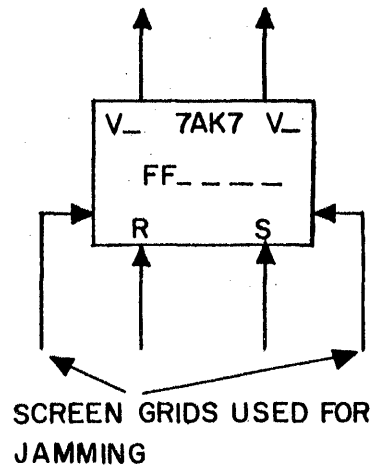 V_ 7AK7 V_
FF_ _ _ _
R S
SCREEN GRIDS USED FOR
JAMMING